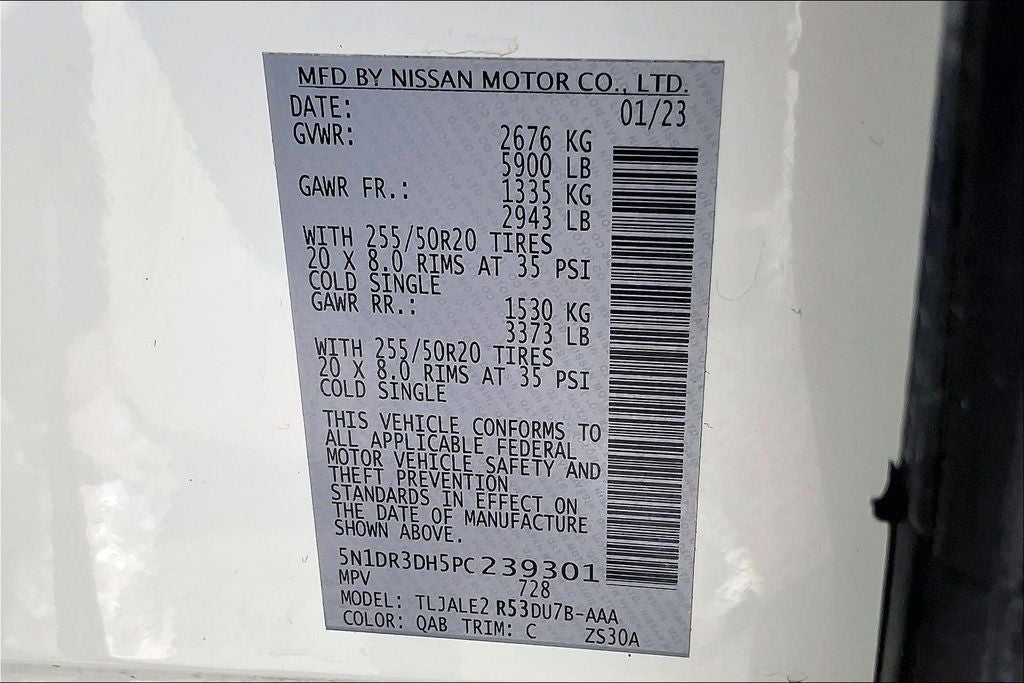 MFD BY NISSAN MOTOR CO., LTD.
DATE: 01/23
GVWR: 2676 KG
5900 LB
GAWR FR.: 1335 KG
2943 LB
WITH 255/50R20 TIRES
20 X 8.0 RIMS AT 35 PSI
COLD SINGLE
GAWR RR.: 1530 KG
3373 LB
WITH 255/50R20 TIRES
20 X 8.0 RIMS AT 35 PSI
COLD SINGLE
THIS VEHICLE CONFORMS TO
ALL APPLICABLE FEDERAL
MOTOR VEHICLE SAFETY AND
THEFT PREVENTION
STANDARDS IN EFFECT ON
THE DATE OF MANUFACTURE
SHOWN ABOVE.
5N1DR3DH5PC239301
MPV 728
MODEL: TLJALE2 R53DU7B-AAA
COLOR: QAB TRIM: C ZS30A